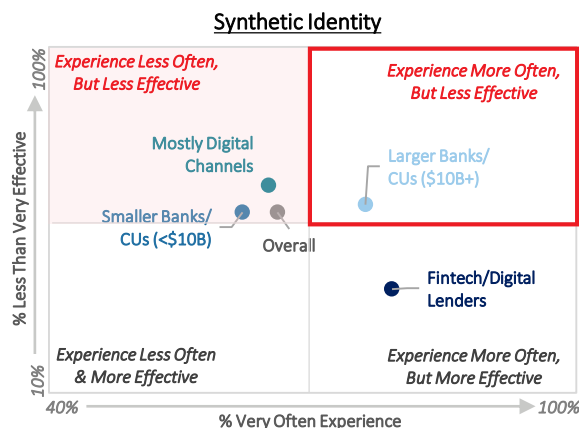 Synthetic Identity
100%
Experience Less Often,
But Less Effective
Experience More Often,
But Less Effective
Mostly Digital
Channels
Larger Banks/
CUs ($10B+)
Smaller Banks/
CUs (<$10B)
Overall
Fintech/Digital
Lenders
% Less Than Very Effective
Experience Less Often
& More Effective
Experience More Often,
But More Effective
10%
40%
100%
% Very Often Experience